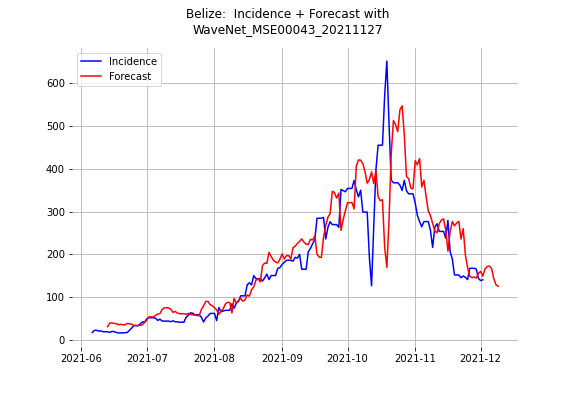 Belize:  Incidence + Forecast with
WaveNet_MSE00043_20211127
Incidence
Forecast
600
500
400
300
200
100
0
2021-06 2021-07 2021-08 2021-09 2021-10 2021-11 2021-12